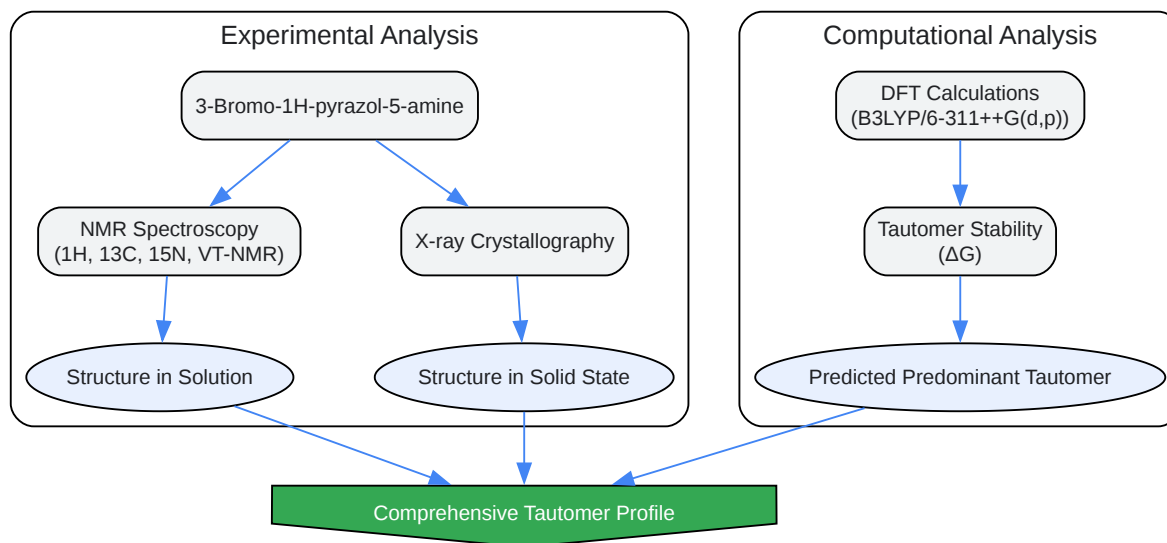 Experimental Analysis
3-Bromo-1H-pyrazol-5-amine
NMR Spectroscopy
(1H, 13C, 15N, VT-NMR)
X-ray Crystallography
Structure in Solution
Structure in Solid State
Computational Analysis
DFT Calculations
(B3LYP/6-311++G(d,p))
Tautomer Stability
(ΔG)
Predicted Predominant Tautomer
Comprehensive Tautomer Profile